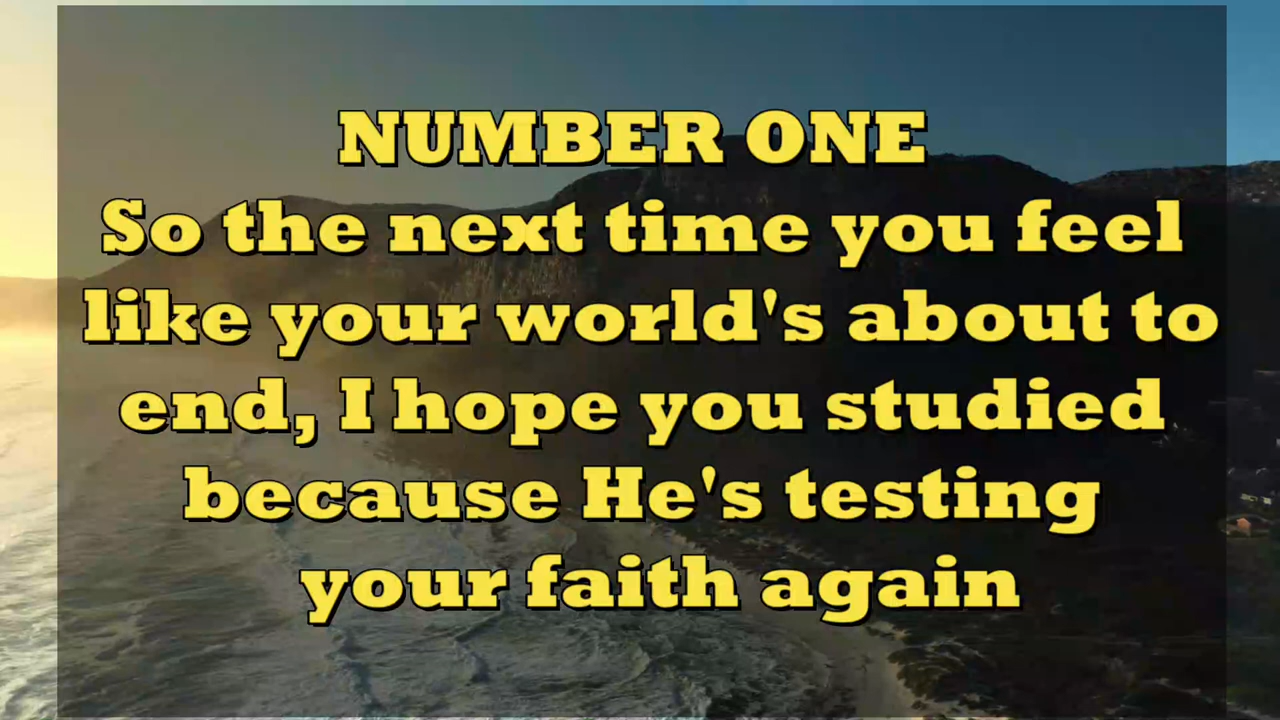 NUMBER ONE
So the next time you feel
like your world's about to
end, I hope you studied
because He's testing
your faith again